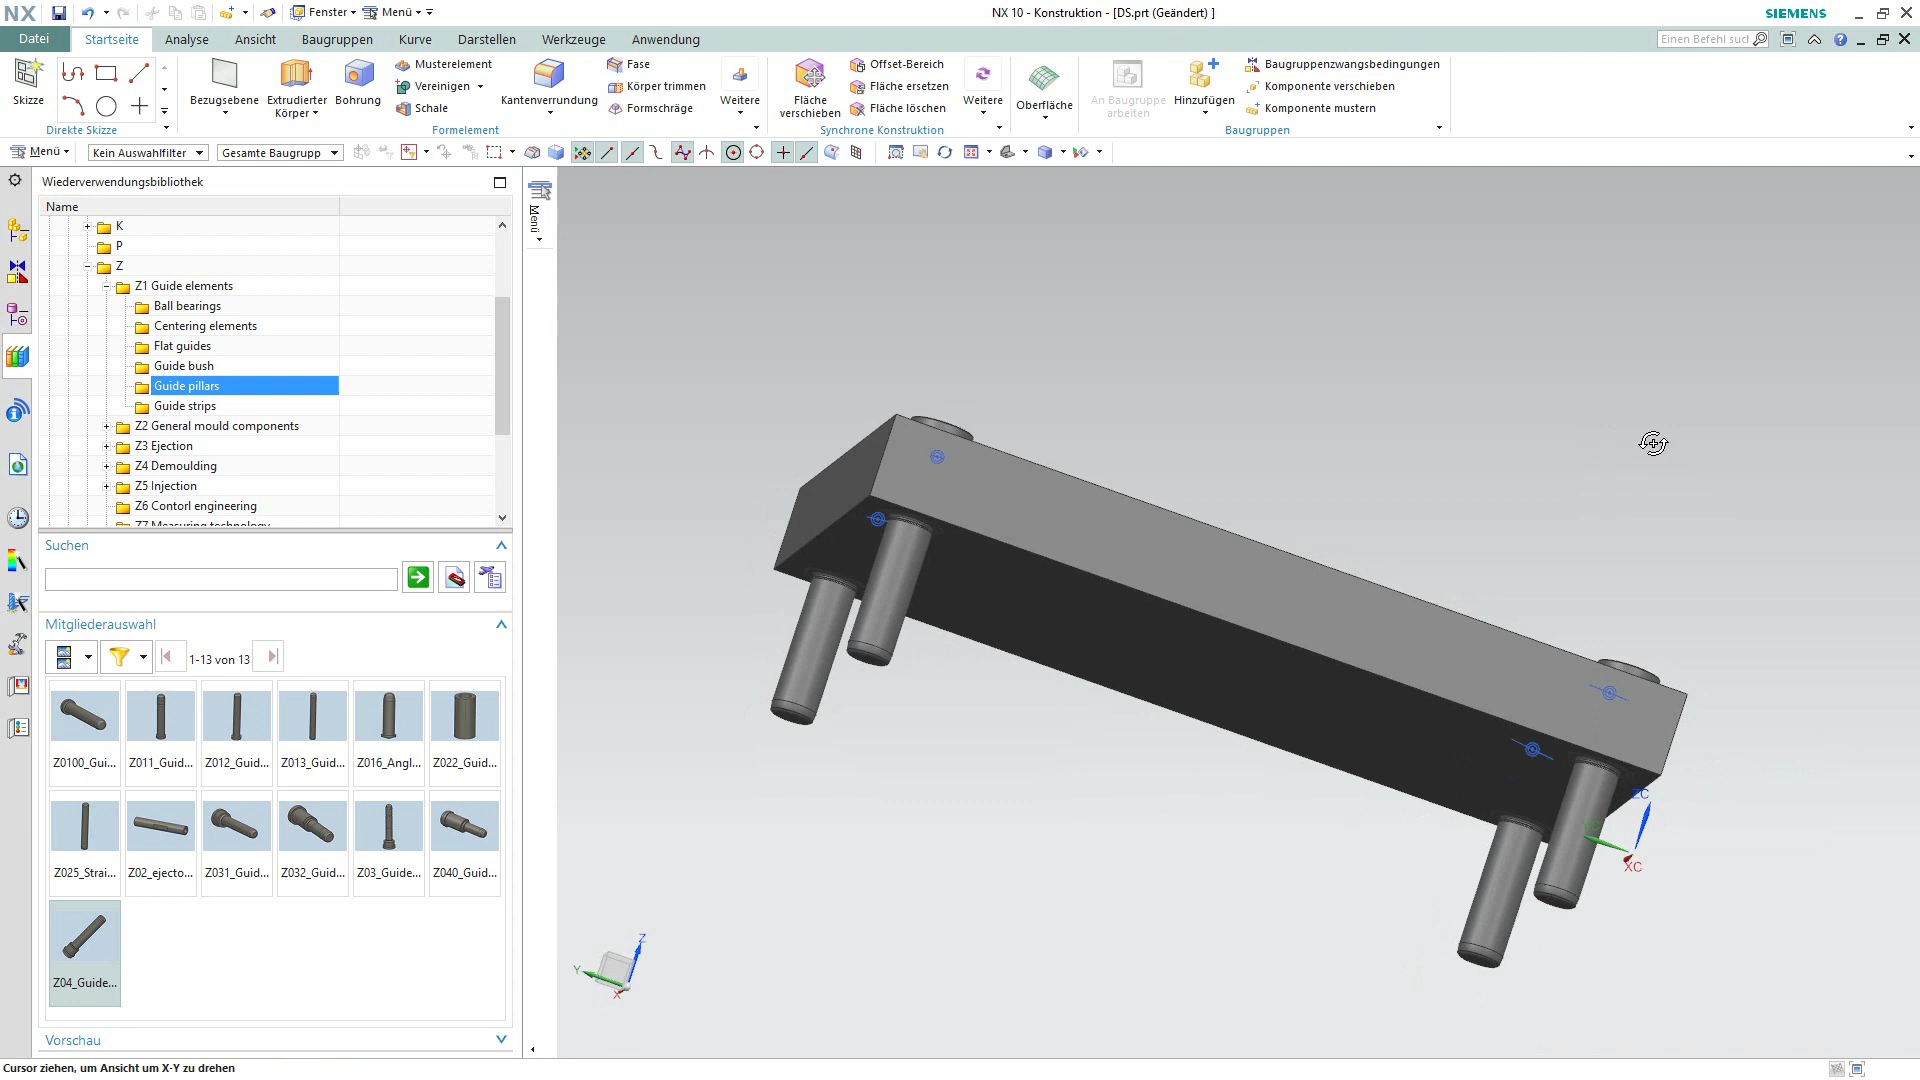 NX
Fenster
Menü
NX 10 - Konstruktion - [DS.prt (Geändert) ]
SIEMENS
Datei
Startseite
Analyse
Ansicht
Baugruppen
Kurve
Darstellen
Werkzeuge
Anwendung
Einen Befehl sucl
Skizze
Direkte Skizze
Bezugsebene
Extrudierter Körper
Bohrung
Musterelement
Vereinigen
Schale
Kantenverrundung
Fase
Körper trimmen
Formschräge
Weitere
Formelement
Fläche verschieben
Offset-Bereich
Fläche ersetzen
Fläche löschen
Weitere
Synchrone Konstruktion
Oberfläche
An Baugruppe arbeiten
Hinzufügen
Baugruppenzwangsbedingungen
Komponente verschieben
Komponente mustern
Baugruppen
Menü
Kein Auswahlfilter
Gesamte Baugrupp
Wiederverwendungsbibliothek
Name
K
P
Z
Z1 Guide elements
Ball bearings
Centering elements
Flat guides
Guide bush
Guide pillars
Guide strips
Z2 General mould components
Z3 Ejection
Z4 Demoulding
Z5 Injection
Z6 Contorl engineering
Z7 Measuring technology
Suchen
Mitgliederauswahl
1-13 von 13
Z0100_Gui...
Z011_Guid...
Z012_Guid...
Z013_Guid...
Z016_Angl...
Z022_Guid...
Z025_Strai...
Z02_ejecto...
Z031_Guid...
Z032_Guid...
Z03_Guide...
Z040_Guid...
Z04_Guide...
Vorschau
Menü
ZC
XC
Z
Y
X
Cursor ziehen, um Ansicht um X-Y zu drehen